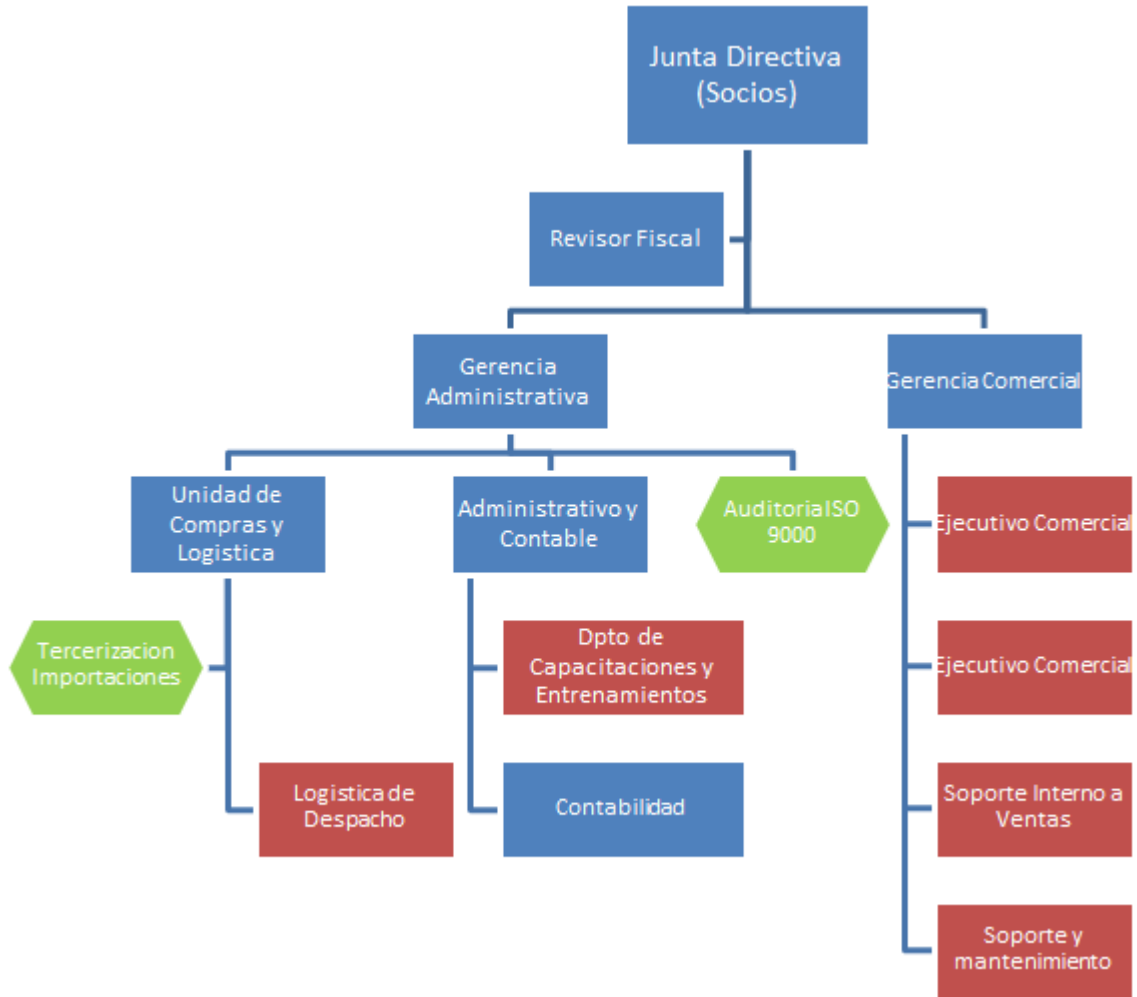 Junta Directiva
(Socios)
Revisor Fiscal
Gerencia
Administrativa
Gerencia Comercial
Unidad de
Compras y
Logistica
Administrativo y
Contable
Auditoria ISO
9000
Ejecutivo Comercial
Tercerizacion
Importaciones
Dpto de
Capacitaciones y
Entrenamientos
Ejecutivo Comercial
Logistica de
Despacho
Contabilidad
Soporte Interno a
Ventas
Soporte y
mantenimiento